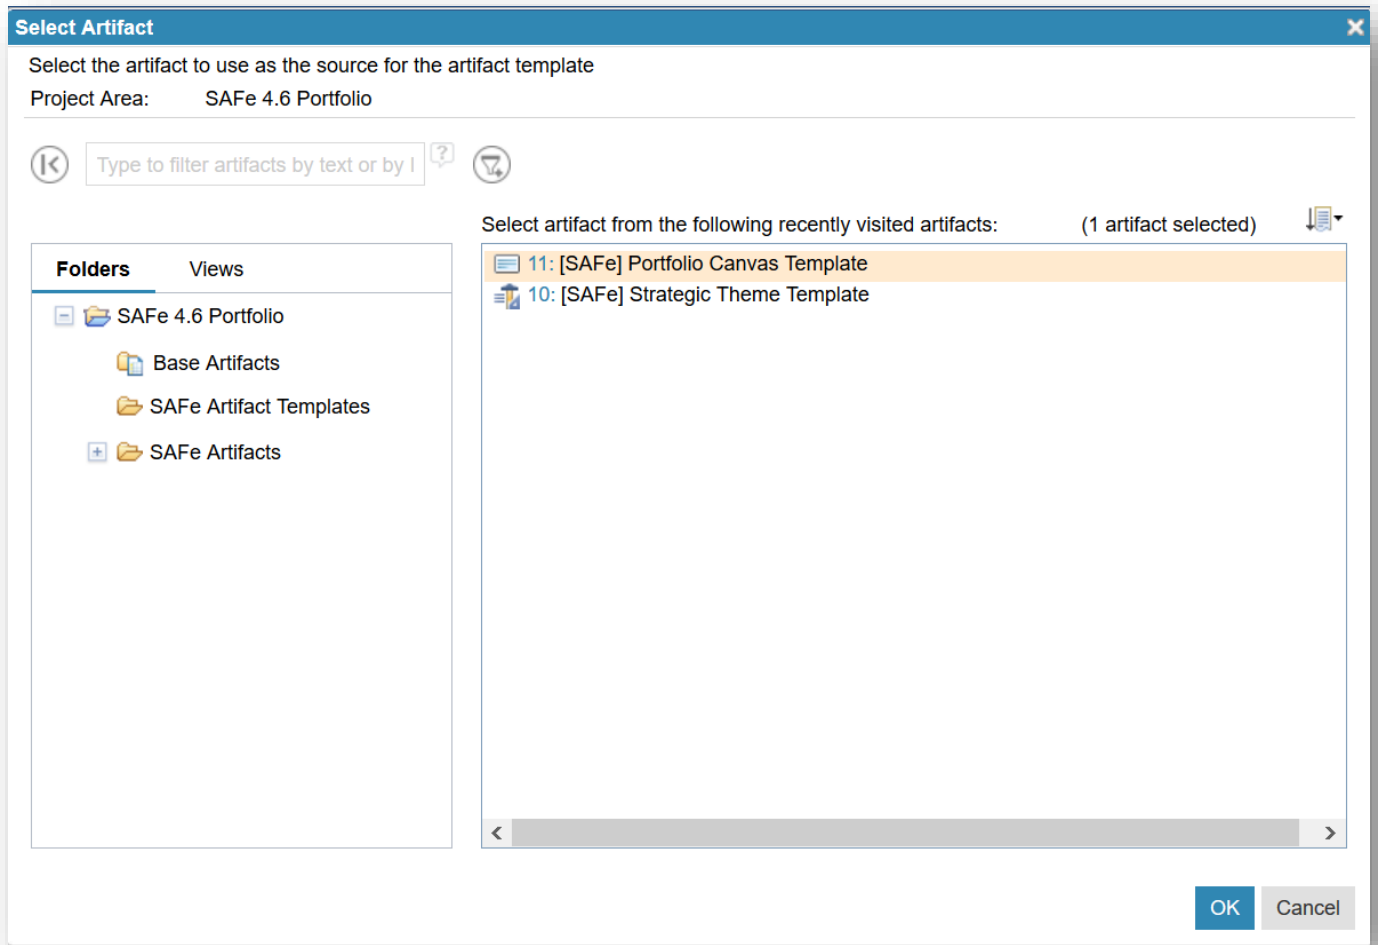 Select Artifact
Select the artifact to use as the source for the artifact template
Project Area: SAFe 4.6 Portfolio
Type to filter artifacts by text or by I
?
Select artifact from the following recently visited artifacts: (1 artifact selected)
Folders Views
SAFe 4.6 Portfolio
Base Artifacts
SAFe Artifact Templates
SAFe Artifacts
11: [SAFe] Portfolio Canvas Template
10: [SAFe] Strategic Theme Template
OK Cancel